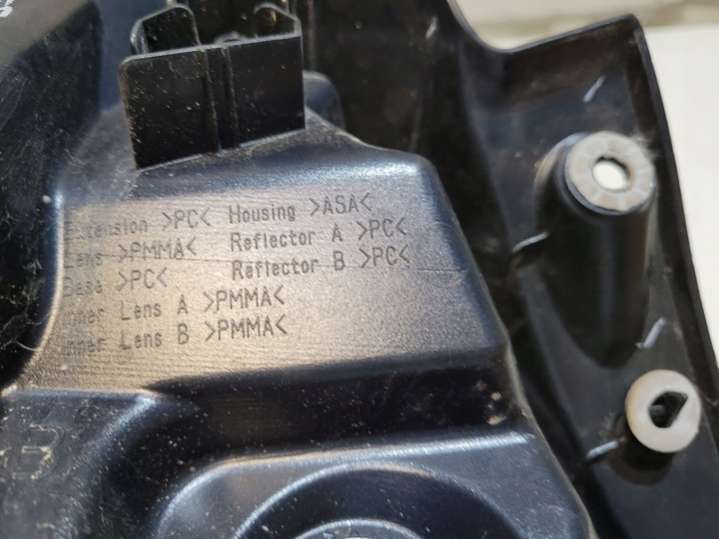 Extension >PC< Housing >ASA<
Lens >PMMA< Reflector A >PC<
Base >PC< Reflector B >PC<
Inner Lens A >PMMA<
Inner Lens B >PMMA<